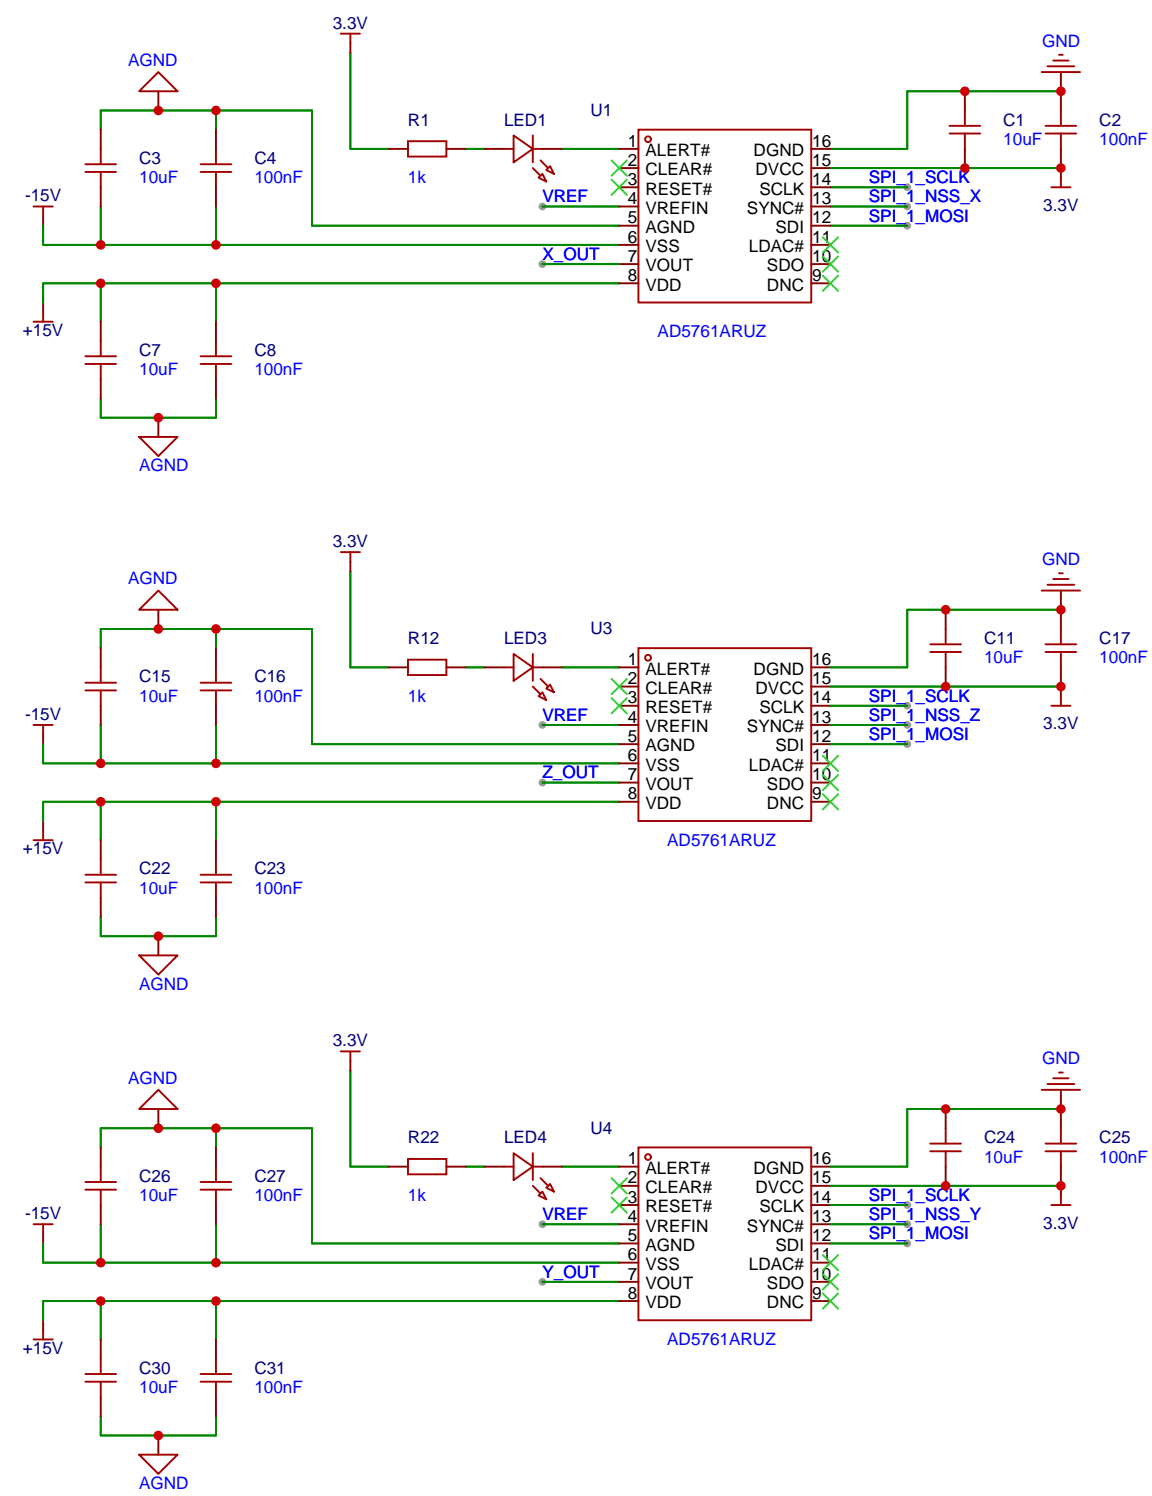 3.3V
AGND
GND
R1
LED1
U1
C1
10uF
C2
100nF
C3
10uF
C4
100nF
1k
-15V
VREF
X_OUT
1 ALERT#
2 CLEAR#
3 RESET#
4 VREFIN
5 AGND
6 VSS
7 VOUT
8 VDD
DGND 16
DVCC 15
SCLK 14
SYNC# 13
SDI 12
LDAC# 11
SDO 10
DNC 9
SPI_1_SCLK
SPI_1_NSS_X
SPI_1_MOSI
3.3V
+15V
AD5761ARUZ
C7
10uF
C8
100nF
AGND
3.3V
AGND
GND
R12
LED3
U3
C11
10uF
C17
100nF
C15
10uF
C16
100nF
1k
-15V
VREF
Z_OUT
1 ALERT#
2 CLEAR#
3 RESET#
4 VREFIN
5 AGND
6 VSS
7 VOUT
8 VDD
DGND 16
DVCC 15
SCLK 14
SYNC# 13
SDI 12
LDAC# 11
SDO 10
DNC 9
SPI_1_SCLK
SPI_1_NSS_Z
SPI_1_MOSI
3.3V
+15V
AD5761ARUZ
C22
10uF
C23
100nF
AGND
3.3V
AGND
GND
R22
LED4
U4
C24
10uF
C25
100nF
C26
10uF
C27
100nF
1k
-15V
VREF
Y_OUT
1 ALERT#
2 CLEAR#
3 RESET#
4 VREFIN
5 AGND
6 VSS
7 VOUT
8 VDD
DGND 16
DVCC 15
SCLK 14
SYNC# 13
SDI 12
LDAC# 11
SDO 10
DNC 9
SPI_1_SCLK
SPI_1_NSS_Y
SPI_1_MOSI
3.3V
+15V
AD5761ARUZ
C30
10uF
C31
100nF
AGND